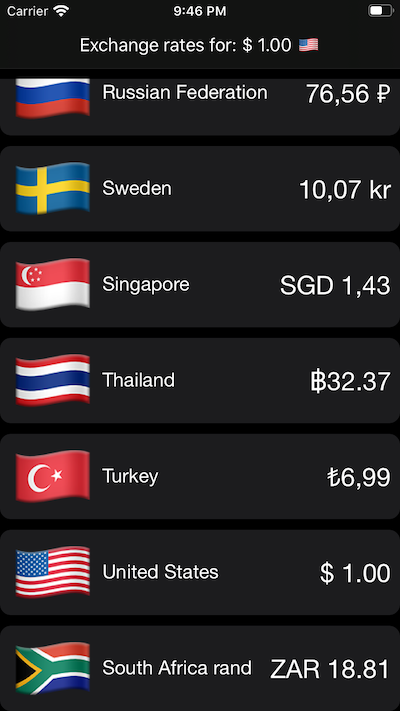 Carrier 9:46 PM
Exchange rates for: $ 1.00 🇺🇸
Russian Federation 76,56 ₽
Sweden 10,07 kr
Singapore SGD 1,43
Thailand ฿32.37
Turkey ₺6,99
United States $ 1.00
South Africa rand ZAR 18.81